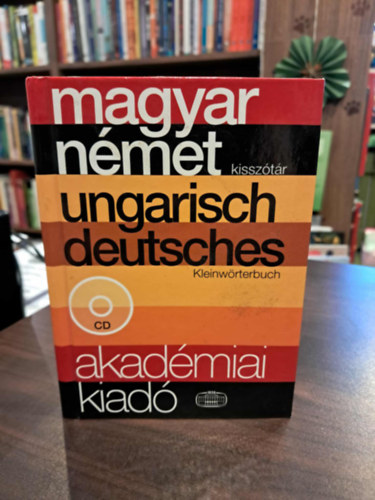 magyar
német kisszótár
ungarisch
deutsches
Kleinwörterbuch
CD
akadémiai
kiadó